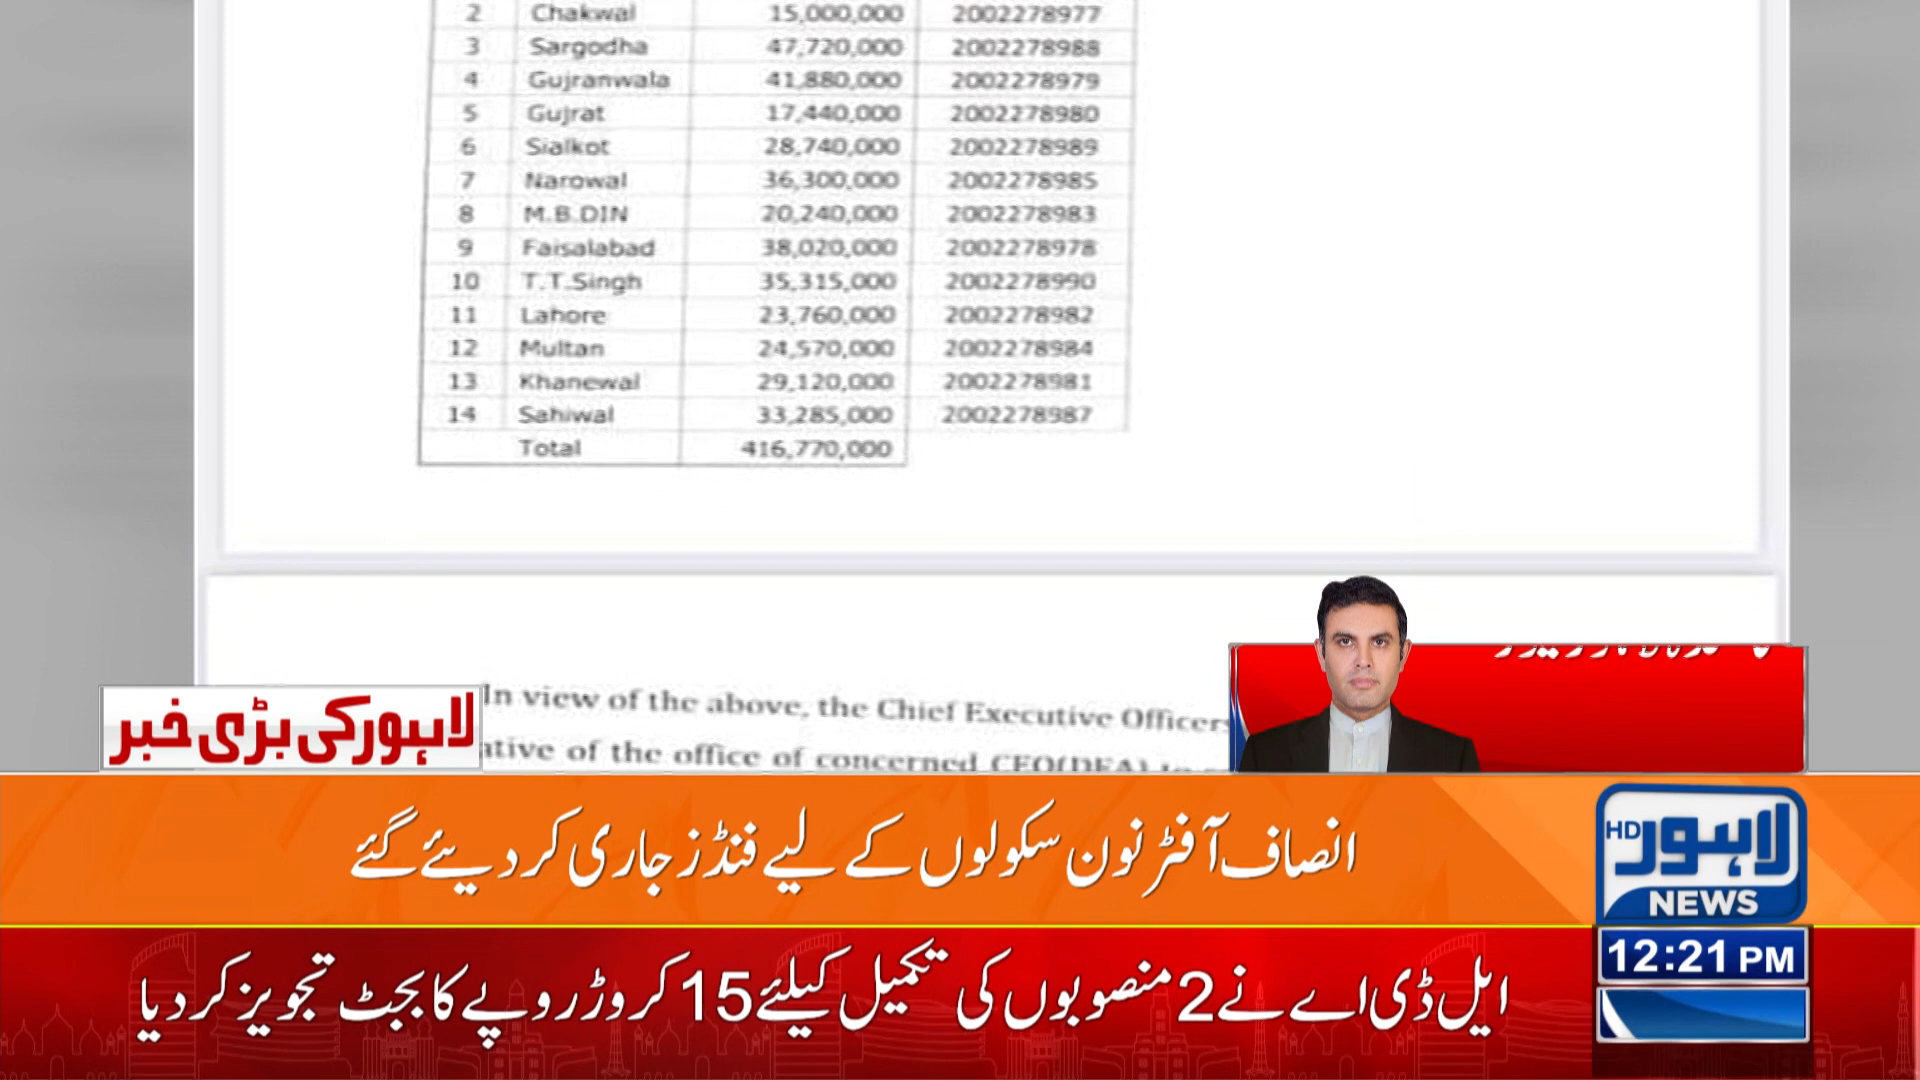 2 Chakwal 15,000,000 2002278977
3 Sargodha 47,720,000 2002278988
4 Gujranwala 41,880,000 2002278979
5 Gujrat 17,440,000 2002278980
6 Sialkot 28,740,000 2002278989
7 Narowal 36,300,000 2002278985
8 M.B.DIN 20,240,000 2002278983
9 Faisalabad 38,020,000 2002278978
10 T.T.Singh 35,315,000 2002278990
11 Lahore 23,760,000 2002278982
12 Multan 24,570,000 2002278984
13 Khanewal 29,120,000 2002278981
14 Sahiwal 33,285,000 2002278987
Total 416,770,000
In view of the above, the Chief Executive Officers
ative of the office of concerned CEO(DEA) to
لاہور کی بڑی خبر
انصاف آفٹر نون سکولوں کے لیے فنڈز جاری کر دیئے گئے
لاہور HD
NEWS
12:21 PM
ایل ڈی اے نے 2 منصوبوں کی تکمیل کیلئے 15 کروڑ روپے کا بجٹ تجویز کر دیا